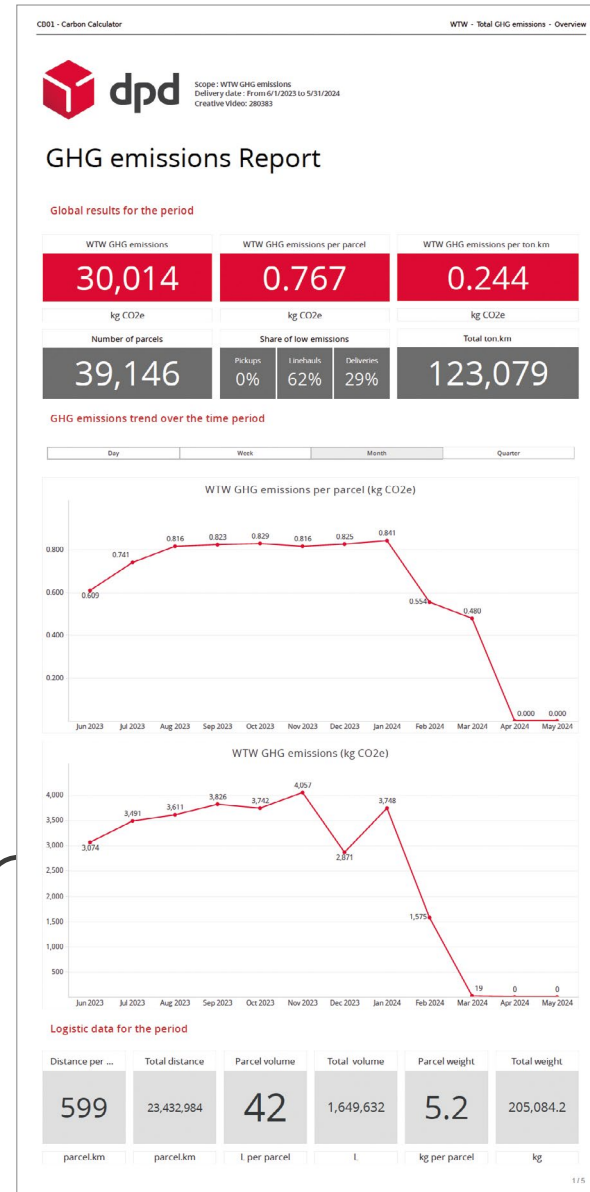 CB01 - Carbon Calculator
WTW - Total GHG emissions - Overview
dpd
Scope : WTW GHG emissions
Delivery date : From 6/1/2023 to 5/31/2024
Creative Video: 280383
GHG emissions Report
Global results for the period
WTW GHG emissions
WTW GHG emissions per parcel
WTW GHG emissions per ton.km
30,014
0.767
0.244
kg CO2e
kg CO2e
kg CO2e
Number of parcels
Share of low emissions
Total ton.km
39,146
Pickups
0%
Linehauls
62%
Deliveries
29%
123,079
GHG emissions trend over the time period
Day
Week
Month
Quarter
WTW GHG emissions per parcel (kg CO2e)
0.800
0.600
0.400
0.200
0.609
0.741
0.816
0.823
0.829
0.816
0.825
0.841
0.554
0.480
0.000
0.000
Jun 2023
Jul 2023
Aug 2023
Sep 2023
Oct 2023
Nov 2023
Dec 2023
Jan 2024
Feb 2024
Mar 2024
Apr 2024
May 2024
WTW GHG emissions (kg CO2e)
4,000
3,500
3,000
2,500
2,000
1,500
1,000
500
3,074
3,491
3,611
3,826
3,742
4,057
2,871
3,748
1,575
19
0
0
Jun 2023
Jul 2023
Aug 2023
Sep 2023
Oct 2023
Nov 2023
Dec 2023
Jan 2024
Feb 2024
Mar 2024
Apr 2024
May 2024
Logistic data for the period
Distance per ...
Total distance
Parcel volume
Total volume
Parcel weight
Total weight
599
23,432,984
42
1,649,632
5.2
205,084.2
parcel.km
parcel.km
L per parcel
L
kg per parcel
kg
1 / 5